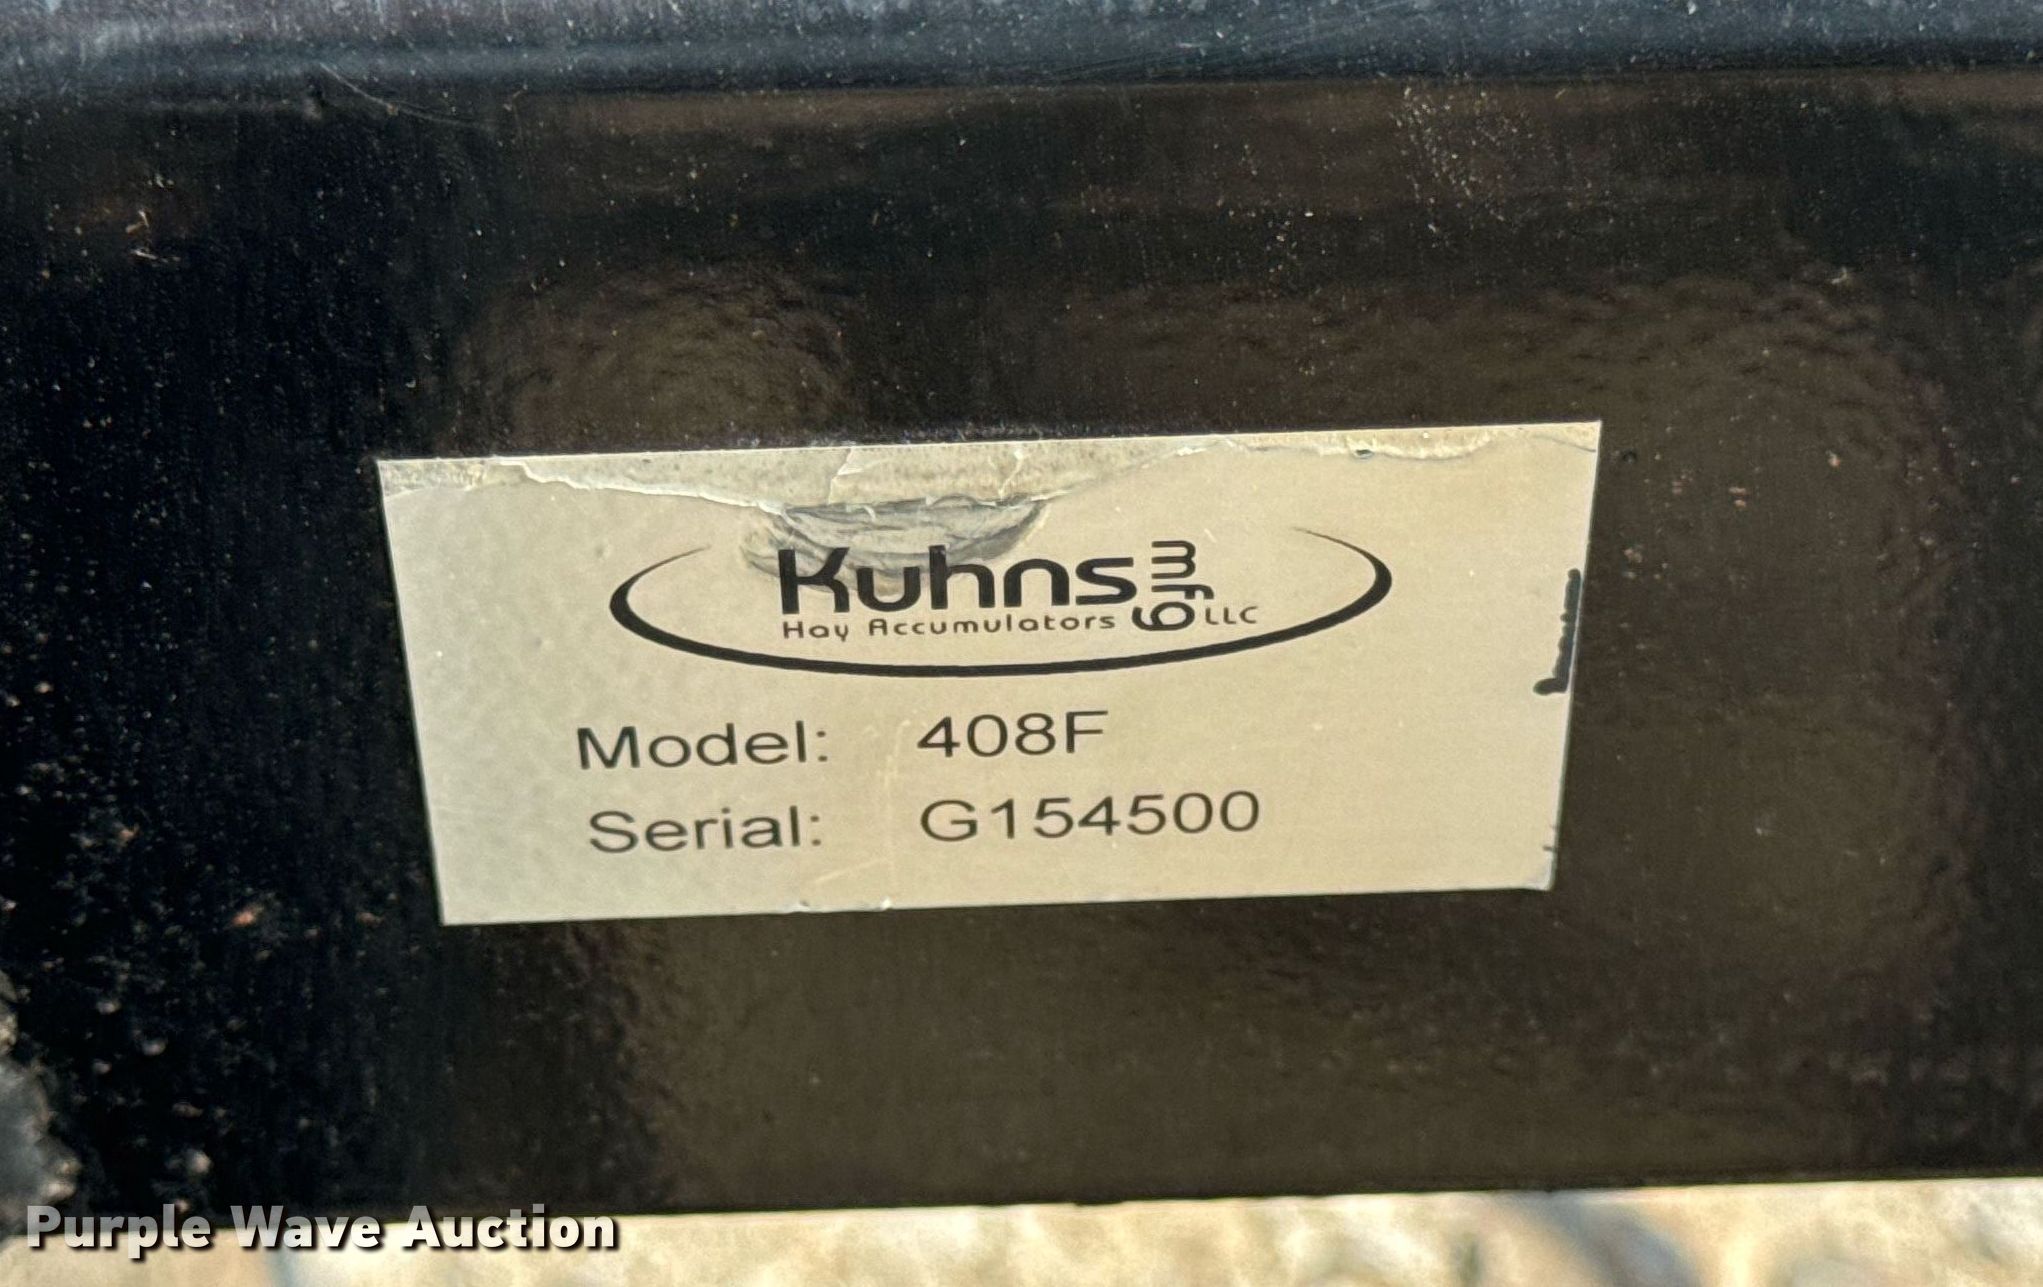 Kuhns mfg
Hay Accumulators LLC
Model: 408F
Serial: G154500
Purple Wave Auction